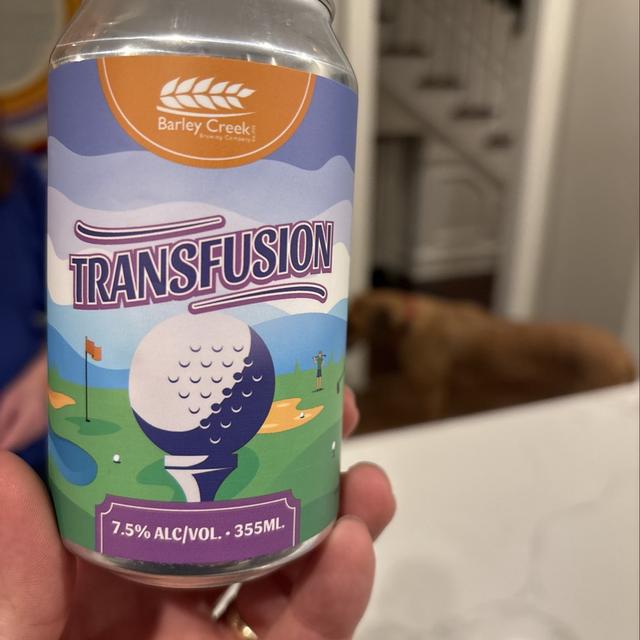 Barley Creek
Brewing Company
TRANSFUSION
7.5% ALC/VOL. • 355ML.